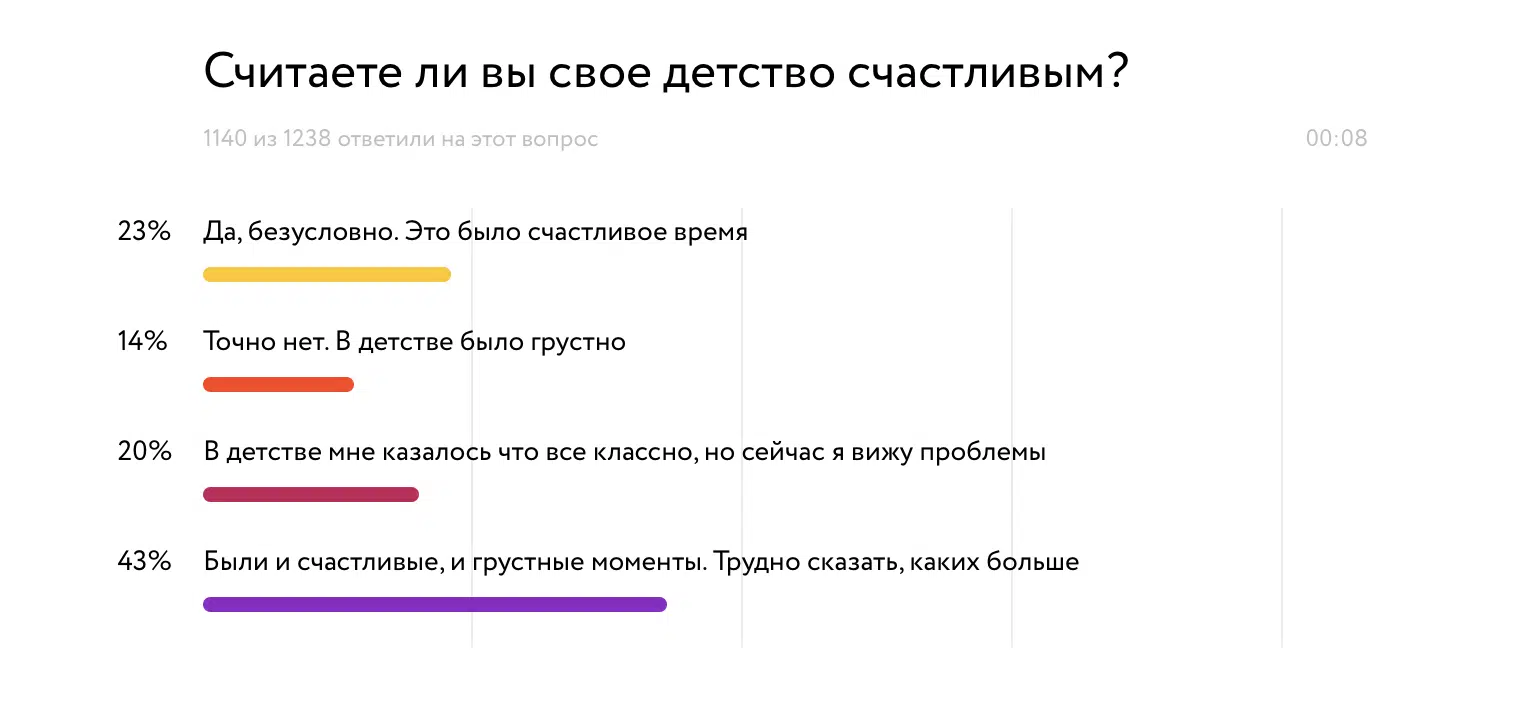 Считаете ли вы свое детство счастливым?
1140 из 1238 ответили на этот вопрос 00:08
23% Да, безусловно. Это было счастливое время
14% Точно нет. В детстве было грустно
20% В детстве мне казалось что все классно, но сейчас я вижу проблемы
43% Были и счастливые, и грустные моменты. Трудно сказать, каких больше